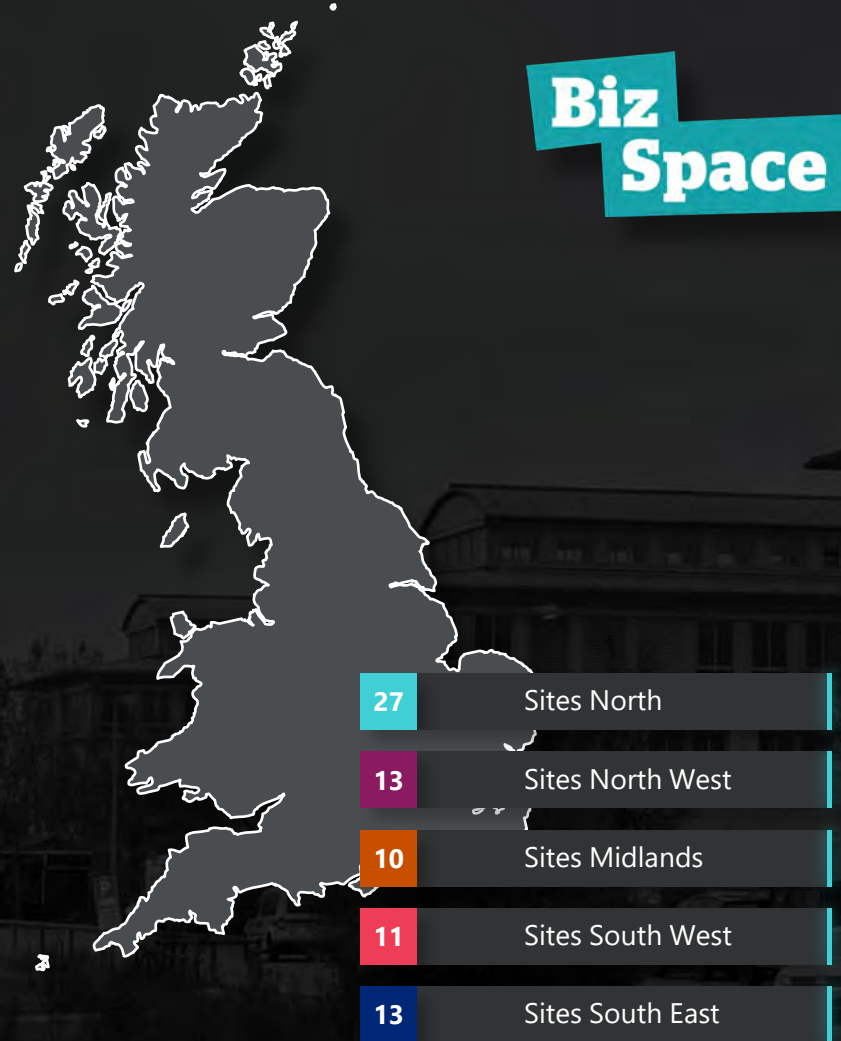 Biz
Space
27 Sites North
13 Sites North West
10 Sites Midlands
11 Sites South West
13 Sites South East